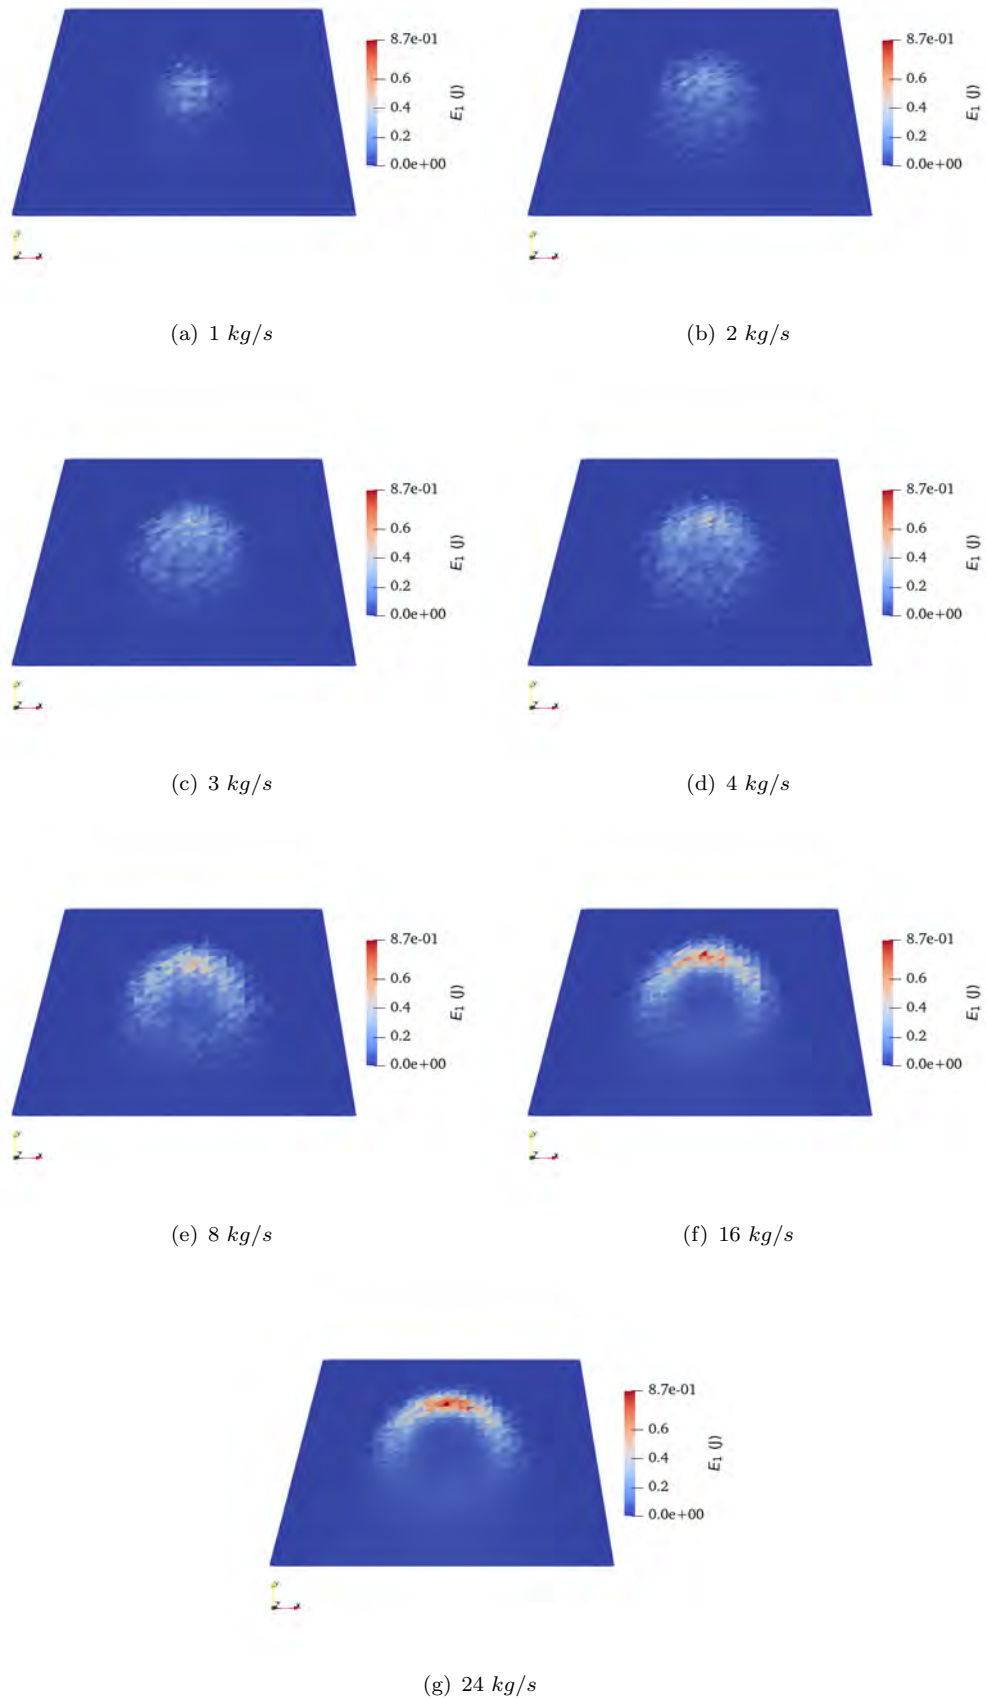 8.7e-01
0.6
0.4
0.2
0.0e+00
E₁ (J)
Y
Z X
(a) 1 kg/s
8.7e-01
0.6
0.4
0.2
0.0e+00
E₁ (J)
Y
Z X
(b) 2 kg/s
8.7e-01
0.6
0.4
0.2
0.0e+00
E₁ (J)
Y
Z X
(c) 3 kg/s
8.7e-01
0.6
0.4
0.2
0.0e+00
E₁ (J)
Y
Z X
(d) 4 kg/s
8.7e-01
0.6
0.4
0.2
0.0e+00
E₁ (J)
Y
Z X
(e) 8 kg/s
8.7e-01
0.6
0.4
0.2
0.0e+00
E₁ (J)
Y
Z X
(f) 16 kg/s
8.7e-01
0.6
0.4
0.2
0.0e+00
E₁ (J)
Y
Z X
(g) 24 kg/s